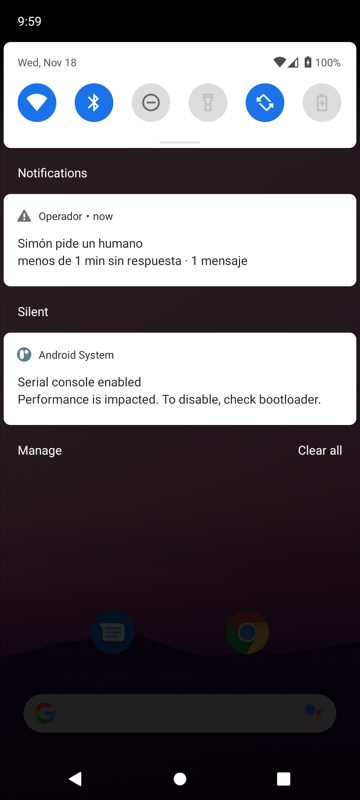 9:59
Wed, Nov 18
100%
Notifications
Operador • now
Simón pide un humano
menos de 1 min sin respuesta · 1 mensaje
Silent
Android System
Serial console enabled
Performance is impacted. To disable, check bootloader.
Manage
Clear all